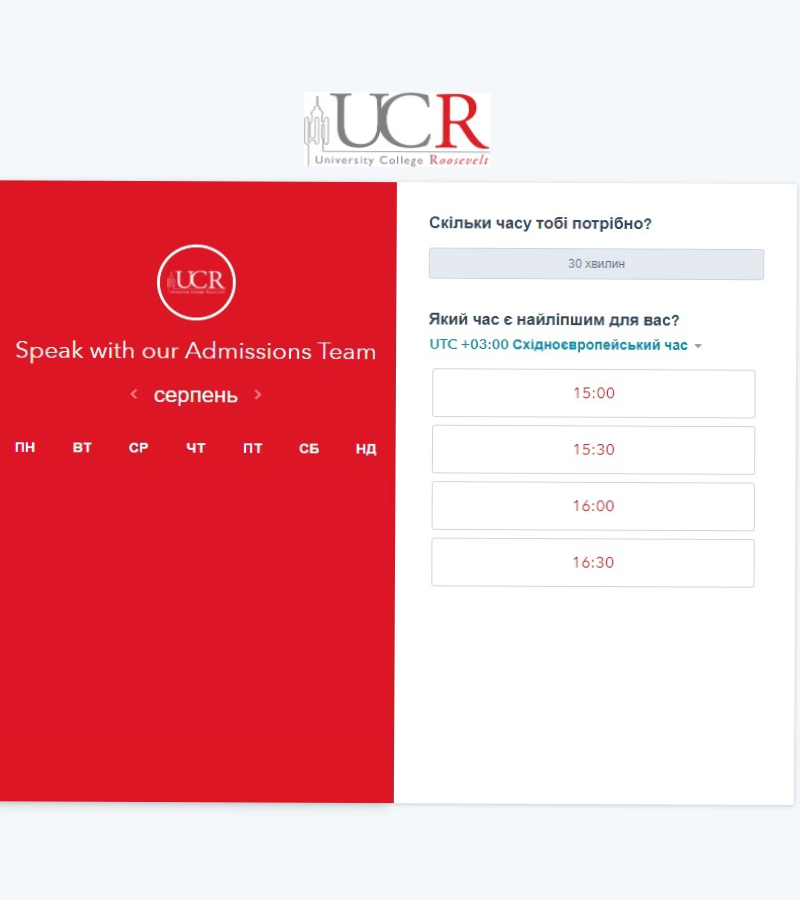 UCR
University College Roosevelt
UCR
Speak with our Admissions Team
серпень
ПН ВТ СР ЧТ ПТ СБ НД
Скільки часу тобі потрібно?
30 хвилин
Який час є найліпшим для вас?
UTC +03:00 Східноєвропейський час
15:00
15:30
16:00
16:30